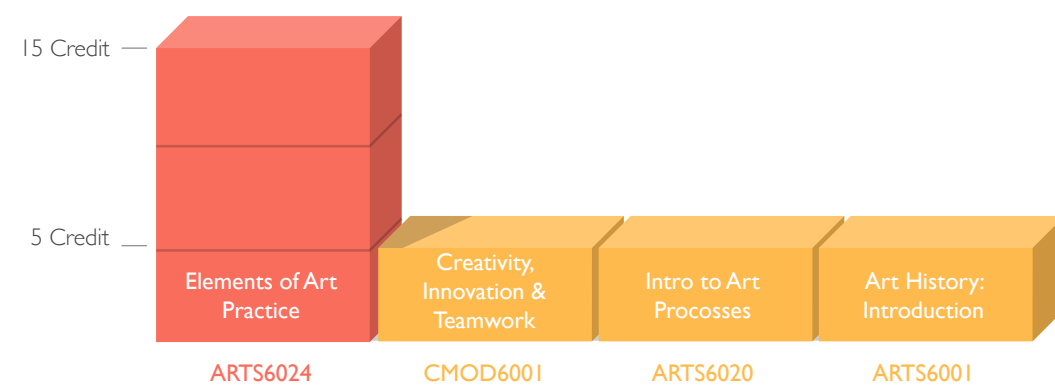 15 Credit
5 Credit
Elements of Art
Practice
Creativity,
Innovation &
Teamwork
Intro to Art
Procosses
Art History:
Introduction
ARTS6024
CMOD6001
ARTS6020
ARTS6001